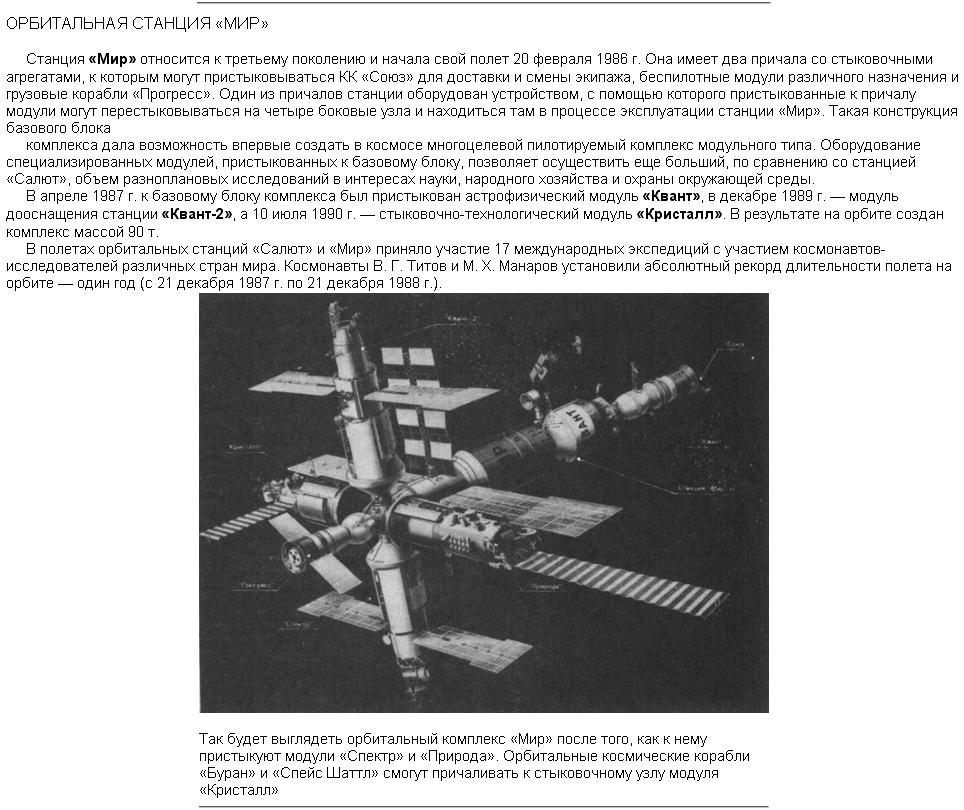 ОРБИТАЛЬНАЯ СТАНЦИЯ «МИР»
Станция «Мир» относится к третьему поколению и начала свой полет 20 февраля 1986 г. Она имеет два причала со стыковочными
агрегатами, к которым могут пристыковываться КК «Союз» для доставки и смены экипажа, беспилотные модули различного назначения и
грузовые корабли «Прогресс». Один из причалов станции оборудован устройством, с помощью которого пристыкованные к причалу
модули могут перестыковываться на четыре боковые узла и находиться там в процессе эксплуатации станции «Мир». Такая конструкция
базового блока
комплекса дала возможность впервые создать в космосе многоцелевой пилотируемый комплекс модульного типа. Оборудование
специализированных модулей, пристыкованных к базовому блоку, позволяет осуществить еще больший, по сравнению со станцией
«Салют», объем разноплановых исследований в интересах науки, народного хозяйства и охраны окружающей среды.
В апреле 1987 г. к базовому блоку комплекса был пристыкован астрофизический модуль «Квант», в декабре 1989 г. — модуль
дооснащения станции «Квант-2», а 10 июля 1990 г. — стыковочно-технологический модуль «Кристалл». В результате на орбите создан
комплекс массой 90 т.
В полетах орбитальных станций «Салют» и «Мир» приняло участие 17 международных экспедиций с участием космонавтов-
исследователей различных стран мира. Космонавты В. Г. Титов и М. Х. Манаров установили абсолютный рекорд длительности полета на
орбите — один год (с 21 декабря 1987 г. по 21 декабря 1988 г.).
"Квант-2"
"Союз"
ВАНТ
"Кристалл"
"Квант"
Станция "Мир"
"Прогресс"
"Природа"
"Спектр"
Так будет выглядеть орбитальный комплекс «Мир» после того, как к нему
пристыкуют модули «Спектр» и «Природа». Орбитальные космические корабли
«Буран» и «Спейс Шаттл» смогут причаливать к стыковочному узлу модуля
«Кристалл»